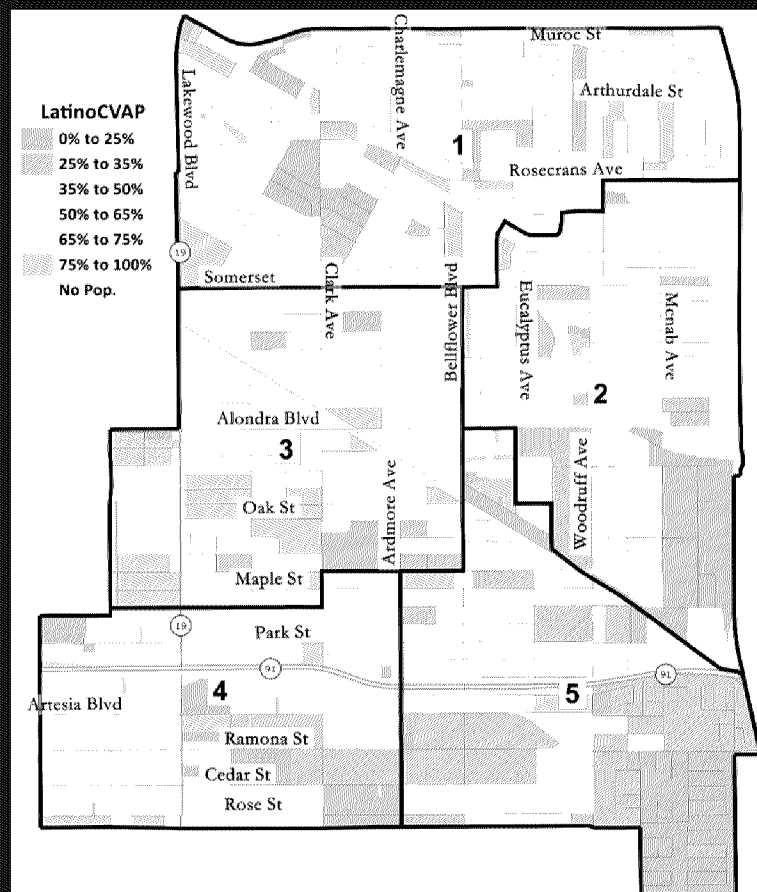 Muroc St
Charlemagne Ave
Lakewood Blvd
Arthurdale St
LatinoCVAP
0% to 25%
25% to 35%
35% to 50%
50% to 65%
65% to 75%
75% to 100%
No Pop.
1
Rosecrans Ave
19
Somerset
Clark Ave
Bellflower Blvd
Eucalyptus Ave
Mcnab Ave
2
Alondra Blvd
3
Woodruff Ave
Ardmore Ave
Oak St
Maple St
19
Park St
91
91
4
5
Artesia Blvd
Ramona St
Cedar St
Rose St